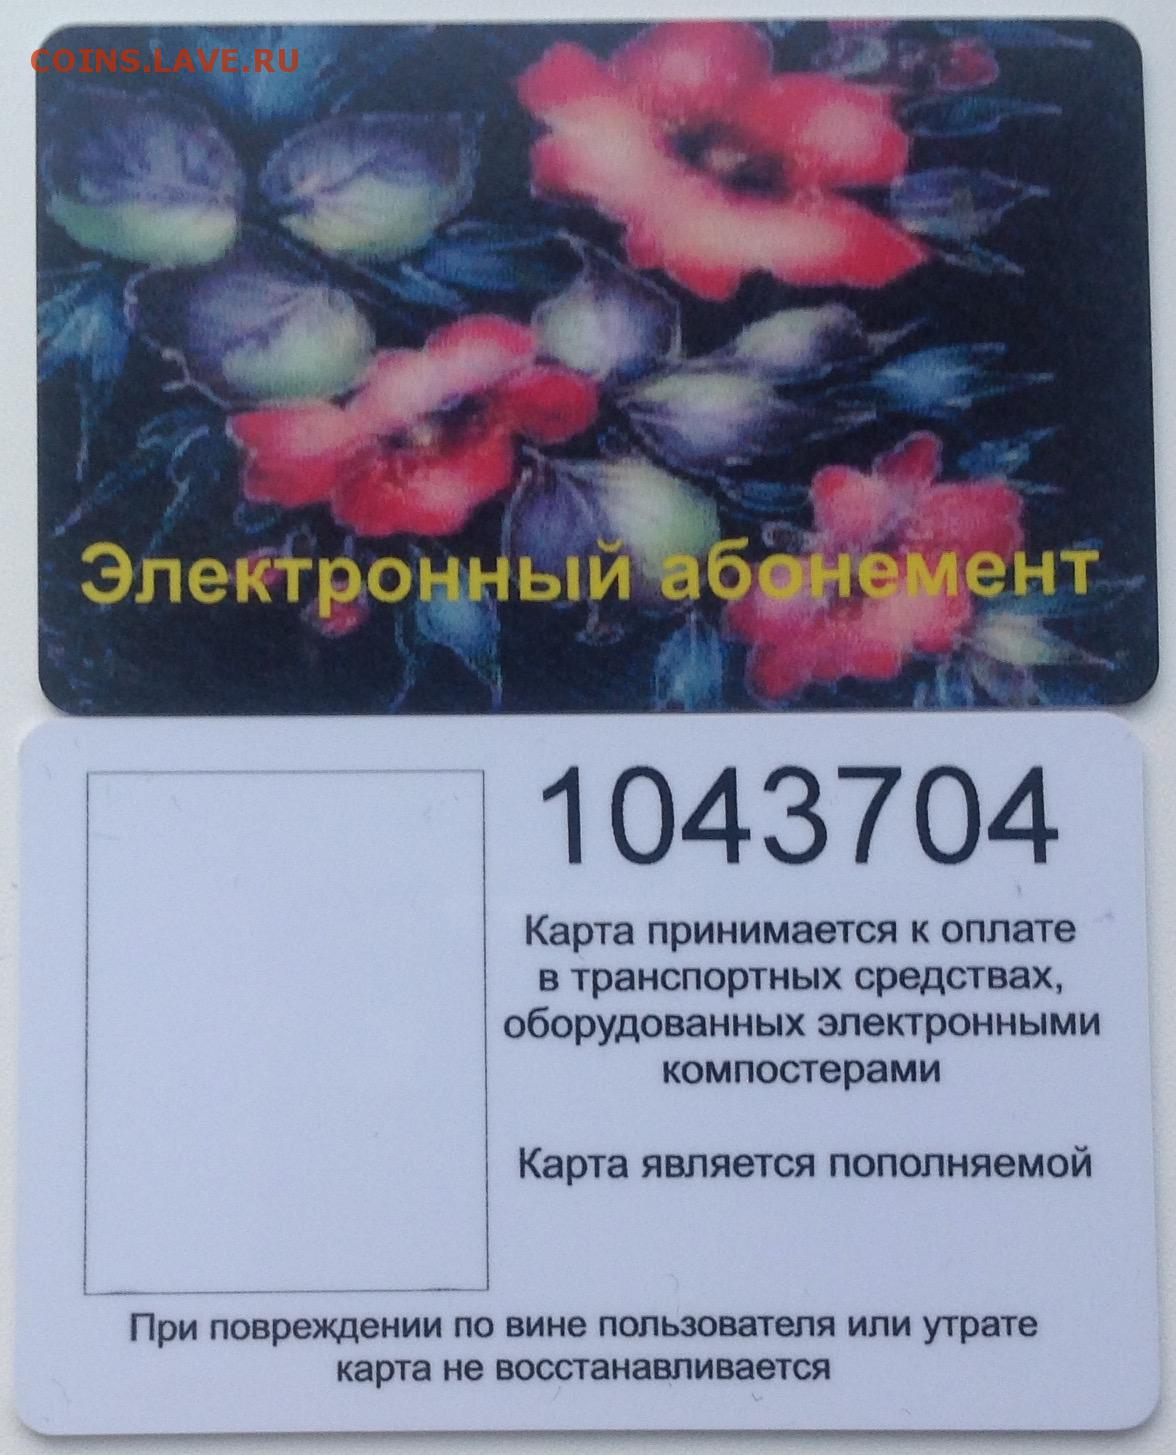 COINS.LAVE.RU
Электронный абонемент
1043704
Карта принимается к оплате
в транспортных средствах,
оборудованных электронными
компостерами
Карта является пополняемой
При повреждении по вине пользователя или утрате
карта не восстанавливается